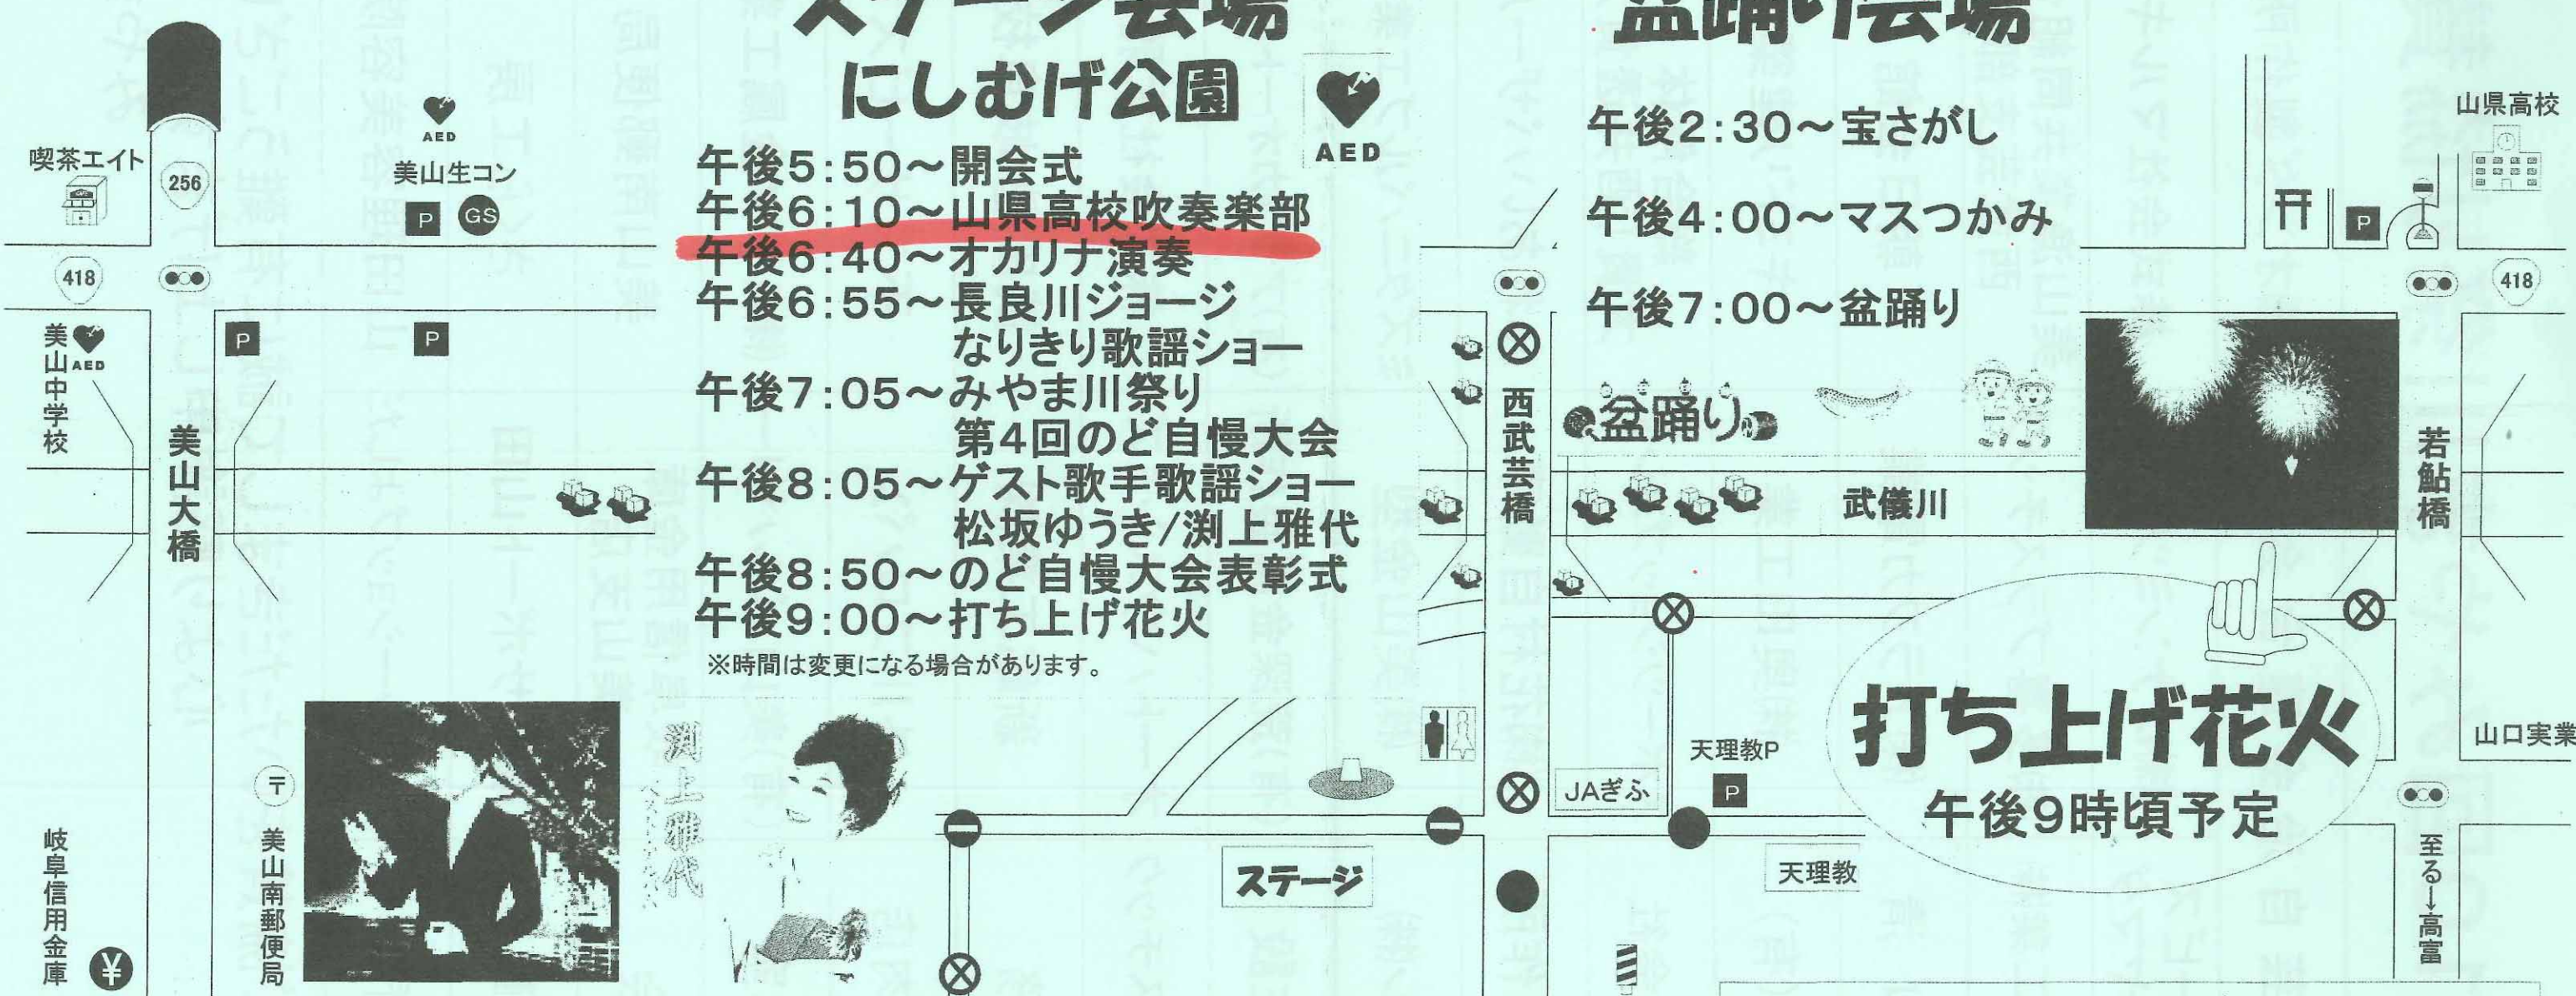 ステージ会場
にしむげ公園
AED
午後5:50～開会式
午後6:10～山県高校吹奏楽部
午後6:40～オカリナ演奏
午後6:55～長良川ジョージ
なりきり歌謡ショー
午後7:05～みやま川祭り
第4回のど自慢大会
午後8:05～ゲスト歌手歌謡ショー
松坂ゆうき/渕上雅代
午後8:50～のど自慢大会表彰式
午後9:00～打ち上げ花火
※時間は変更になる場合があります。
盆踊り会場
午後2:30～宝さがし
午後4:00～マスつかみ
午後7:00～盆踊り
盆踊り
喫茶エイト
256
AED
美山生コン
P
GS
418
美山中学校
AED
P
P
美山大橋
西武芸橋
武儀川
若鮎橋
山県高校
P
418
打ち上げ花火
午後9時頃予定
山口実業
至る→高富
天理教P
P
JAぎふ
天理教
ステージ
渕上雅代
〒
美山南郵便局
岐阜信用金庫
¥